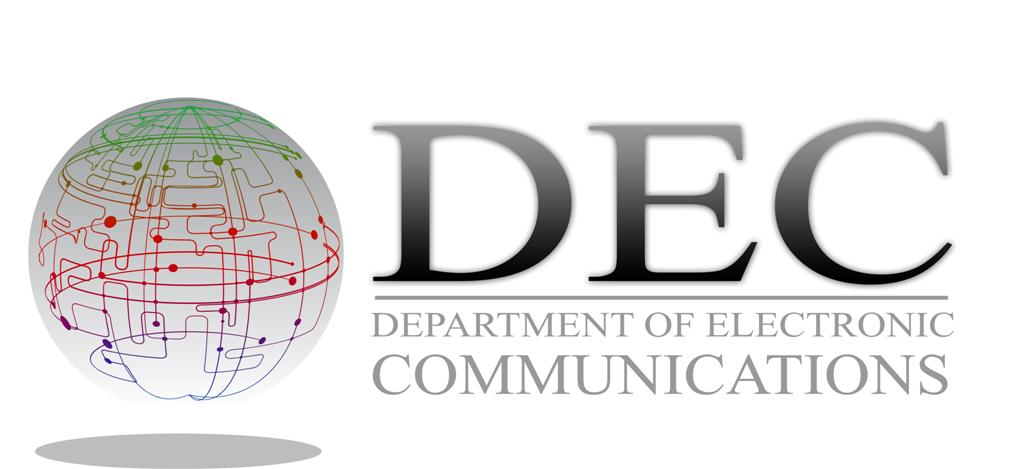 DEC
DEPARTMENT OF ELECTRONIC
COMMUNICATIONS